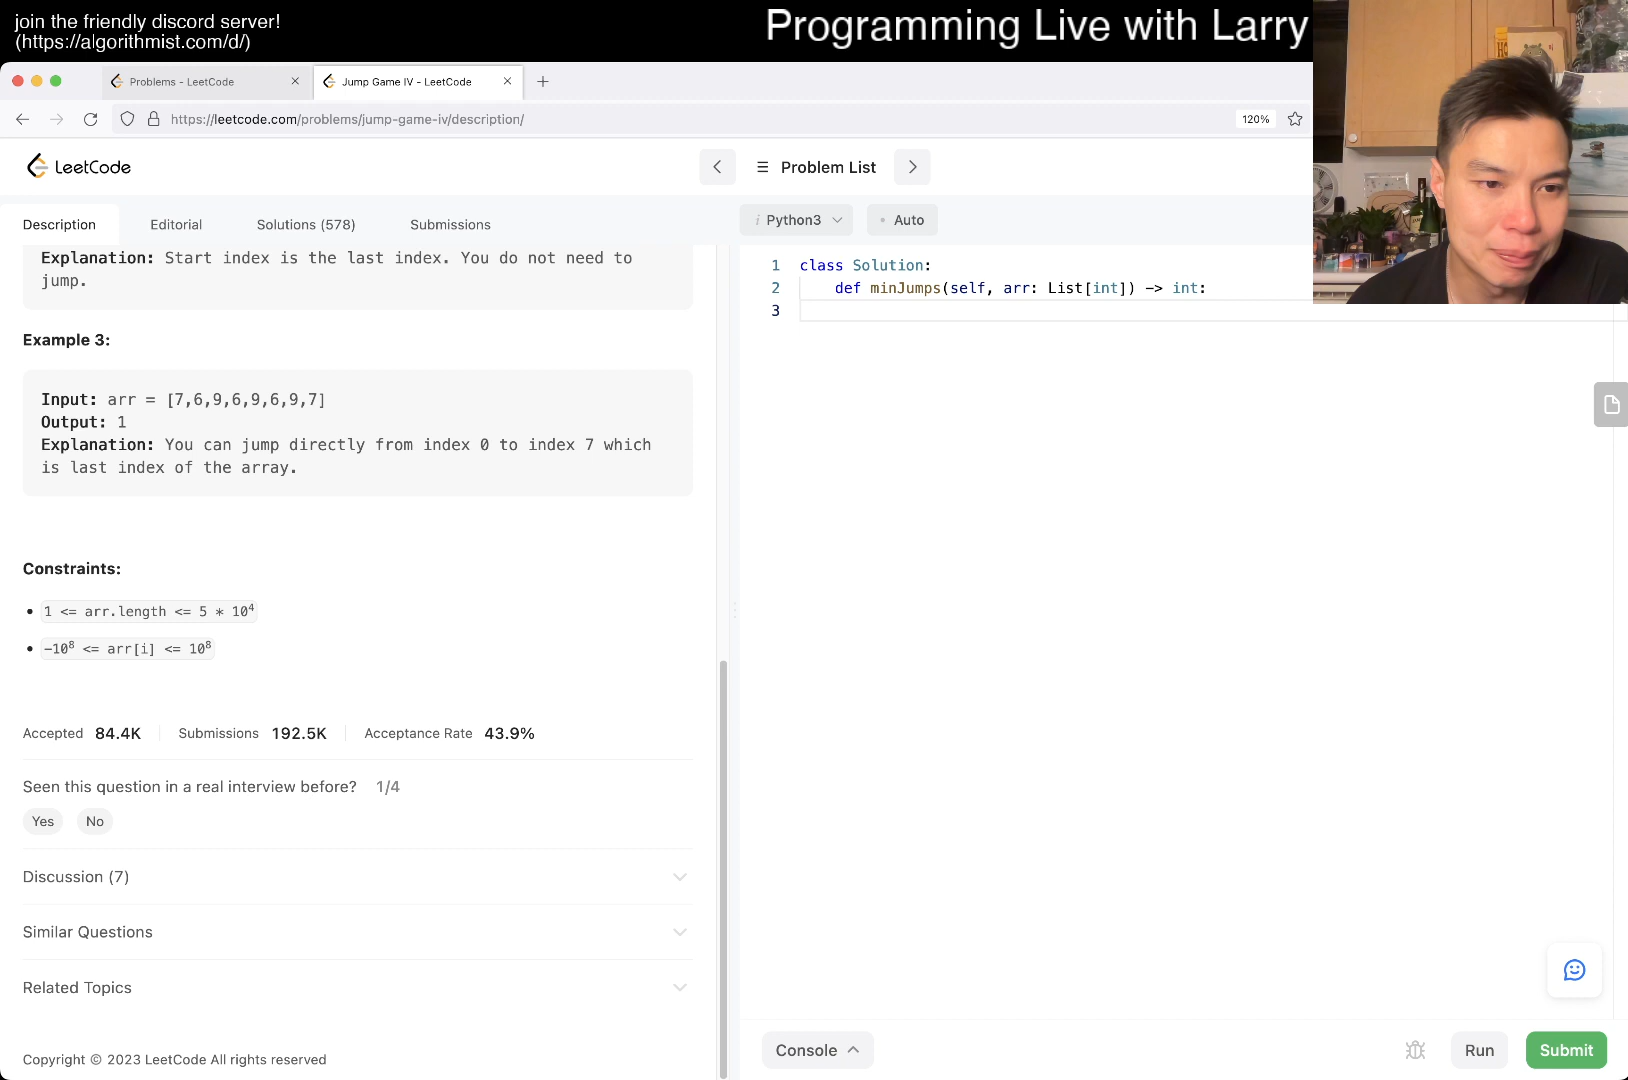 join the friendly discord server!
(https://algorithmist.com/d/)
Programming Live with Larry
Problems - LeetCode
Jump Game IV - LeetCode
https://leetcode.com/problems/jump-game-iv/description/
120%
LeetCode
Problem List
Description
Editorial
Solutions (578)
Submissions
Explanation: Start index is the last index. You do not need to
jump.
Example 3:
Input: arr = [7,6,9,6,9,6,9,7]
Output: 1
Explanation: You can jump directly from index 0 to index 7 which
is last index of the array.
Constraints:
• 1 <= arr.length <= 5 * 10⁴
• −10⁸ <= arr[i] <= 10⁸
Accepted 84.4K
Submissions 192.5K
Acceptance Rate 43.9%
Seen this question in a real interview before? 1/4
Yes
No
Discussion (7)
Similar Questions
Related Topics
Copyright © 2023 LeetCode All rights reserved
i Python3
• Auto
1 class Solution:
2 def minJumps(self, arr: List[int]) -> int:
3
Console
Run
Submit